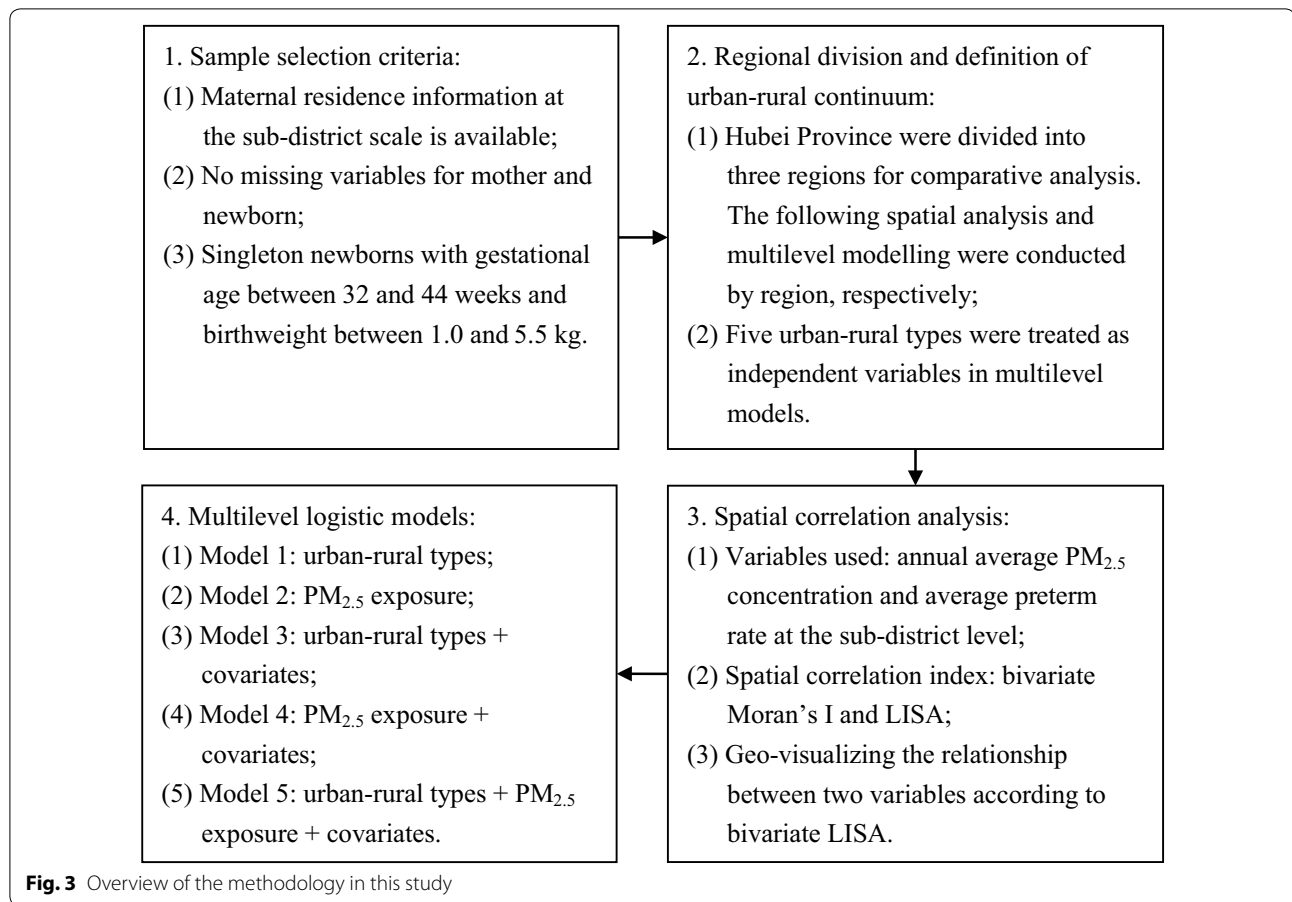 1. Sample selection criteria:
(1) Maternal residence information at
the sub-district scale is available;
(2) No missing variables for mother and
newborn;
(3) Singleton newborns with gestational
age between 32 and 44 weeks and
birthweight between 1.0 and 5.5 kg.
2. Regional division and definition of
urban-rural continuum:
(1) Hubei Province were divided into
three regions for comparative analysis.
The following spatial analysis and
multilevel modelling were conducted
by region, respectively;
(2) Five urban-rural types were treated as
independent variables in multilevel
models.
3. Spatial correlation analysis:
(1) Variables used: annual average PM2.5
concentration and average preterm
rate at the sub-district level;
(2) Spatial correlation index: bivariate
Moran’s I and LISA;
(3) Geo-visualizing the relationship
between two variables according to
bivariate LISA.
4. Multilevel logistic models:
(1) Model 1: urban-rural types;
(2) Model 2: PM2.5 exposure;
(3) Model 3: urban-rural types +
covariates;
(4) Model 4: PM2.5 exposure +
covariates;
(5) Model 5: urban-rural types + PM2.5
exposure + covariates.
Fig. 3 Overview of the methodology in this study